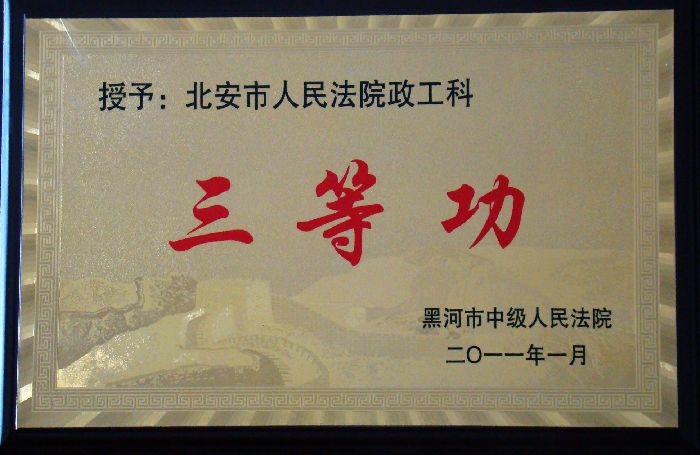 授予：北安市人民法院政工科
三等功
黑河市中级人民法院
二〇一一年一月